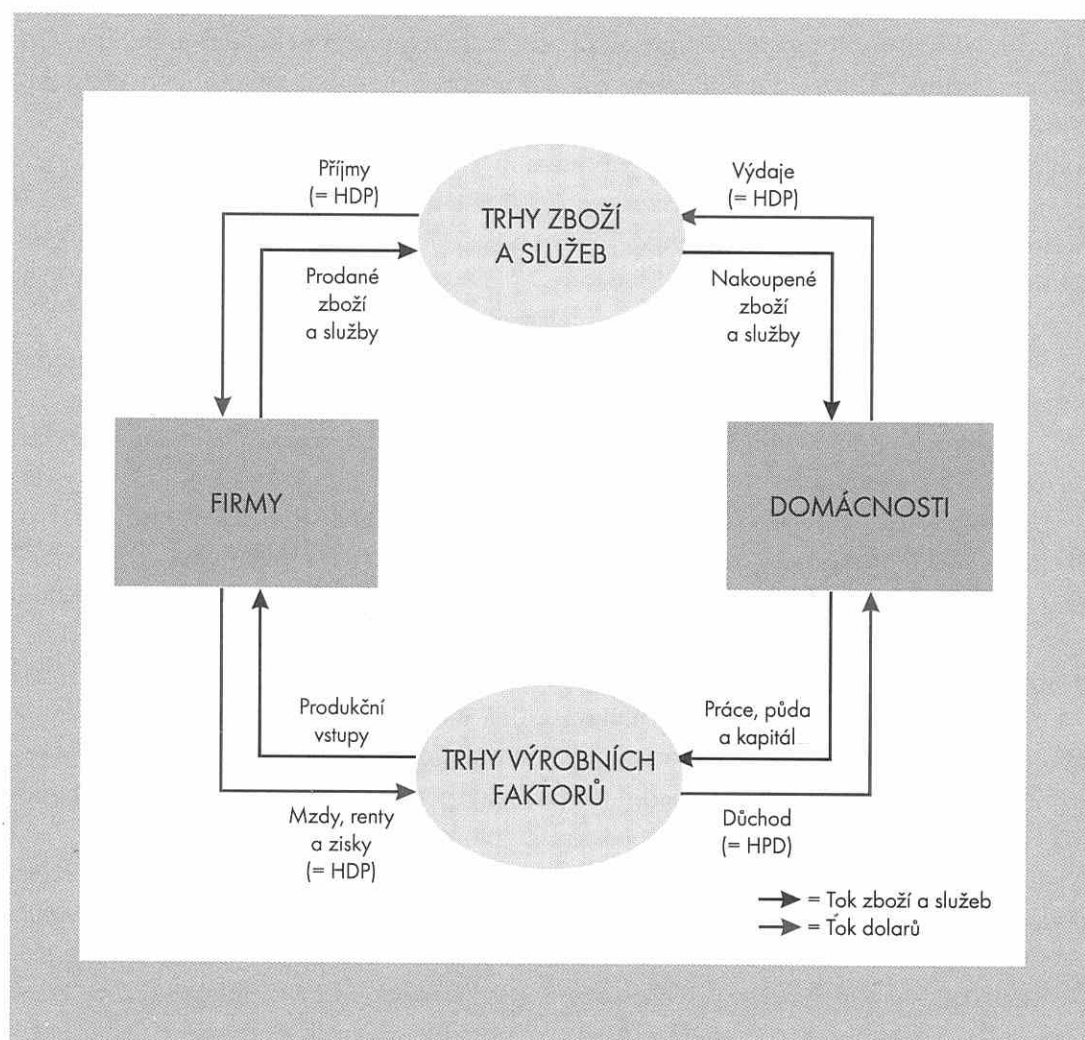 Příjmy
(= HDP)
TRHY ZBOŽÍ
A SLUŽEB
Výdaje
(= HDP)
Prodané
zboží
a služby
Nakoupené
zboží
a služby
FIRMY
DOMÁCNOSTI
Produkční
vstupy
TRHY VÝROBNÍCH
FAKTORŮ
Práce, půda
a kapitál
Mzdy, renty
a zisky
(= HDP)
Důchod
(= HPD)
= Tok zboží a služeb
= Tok dolarů